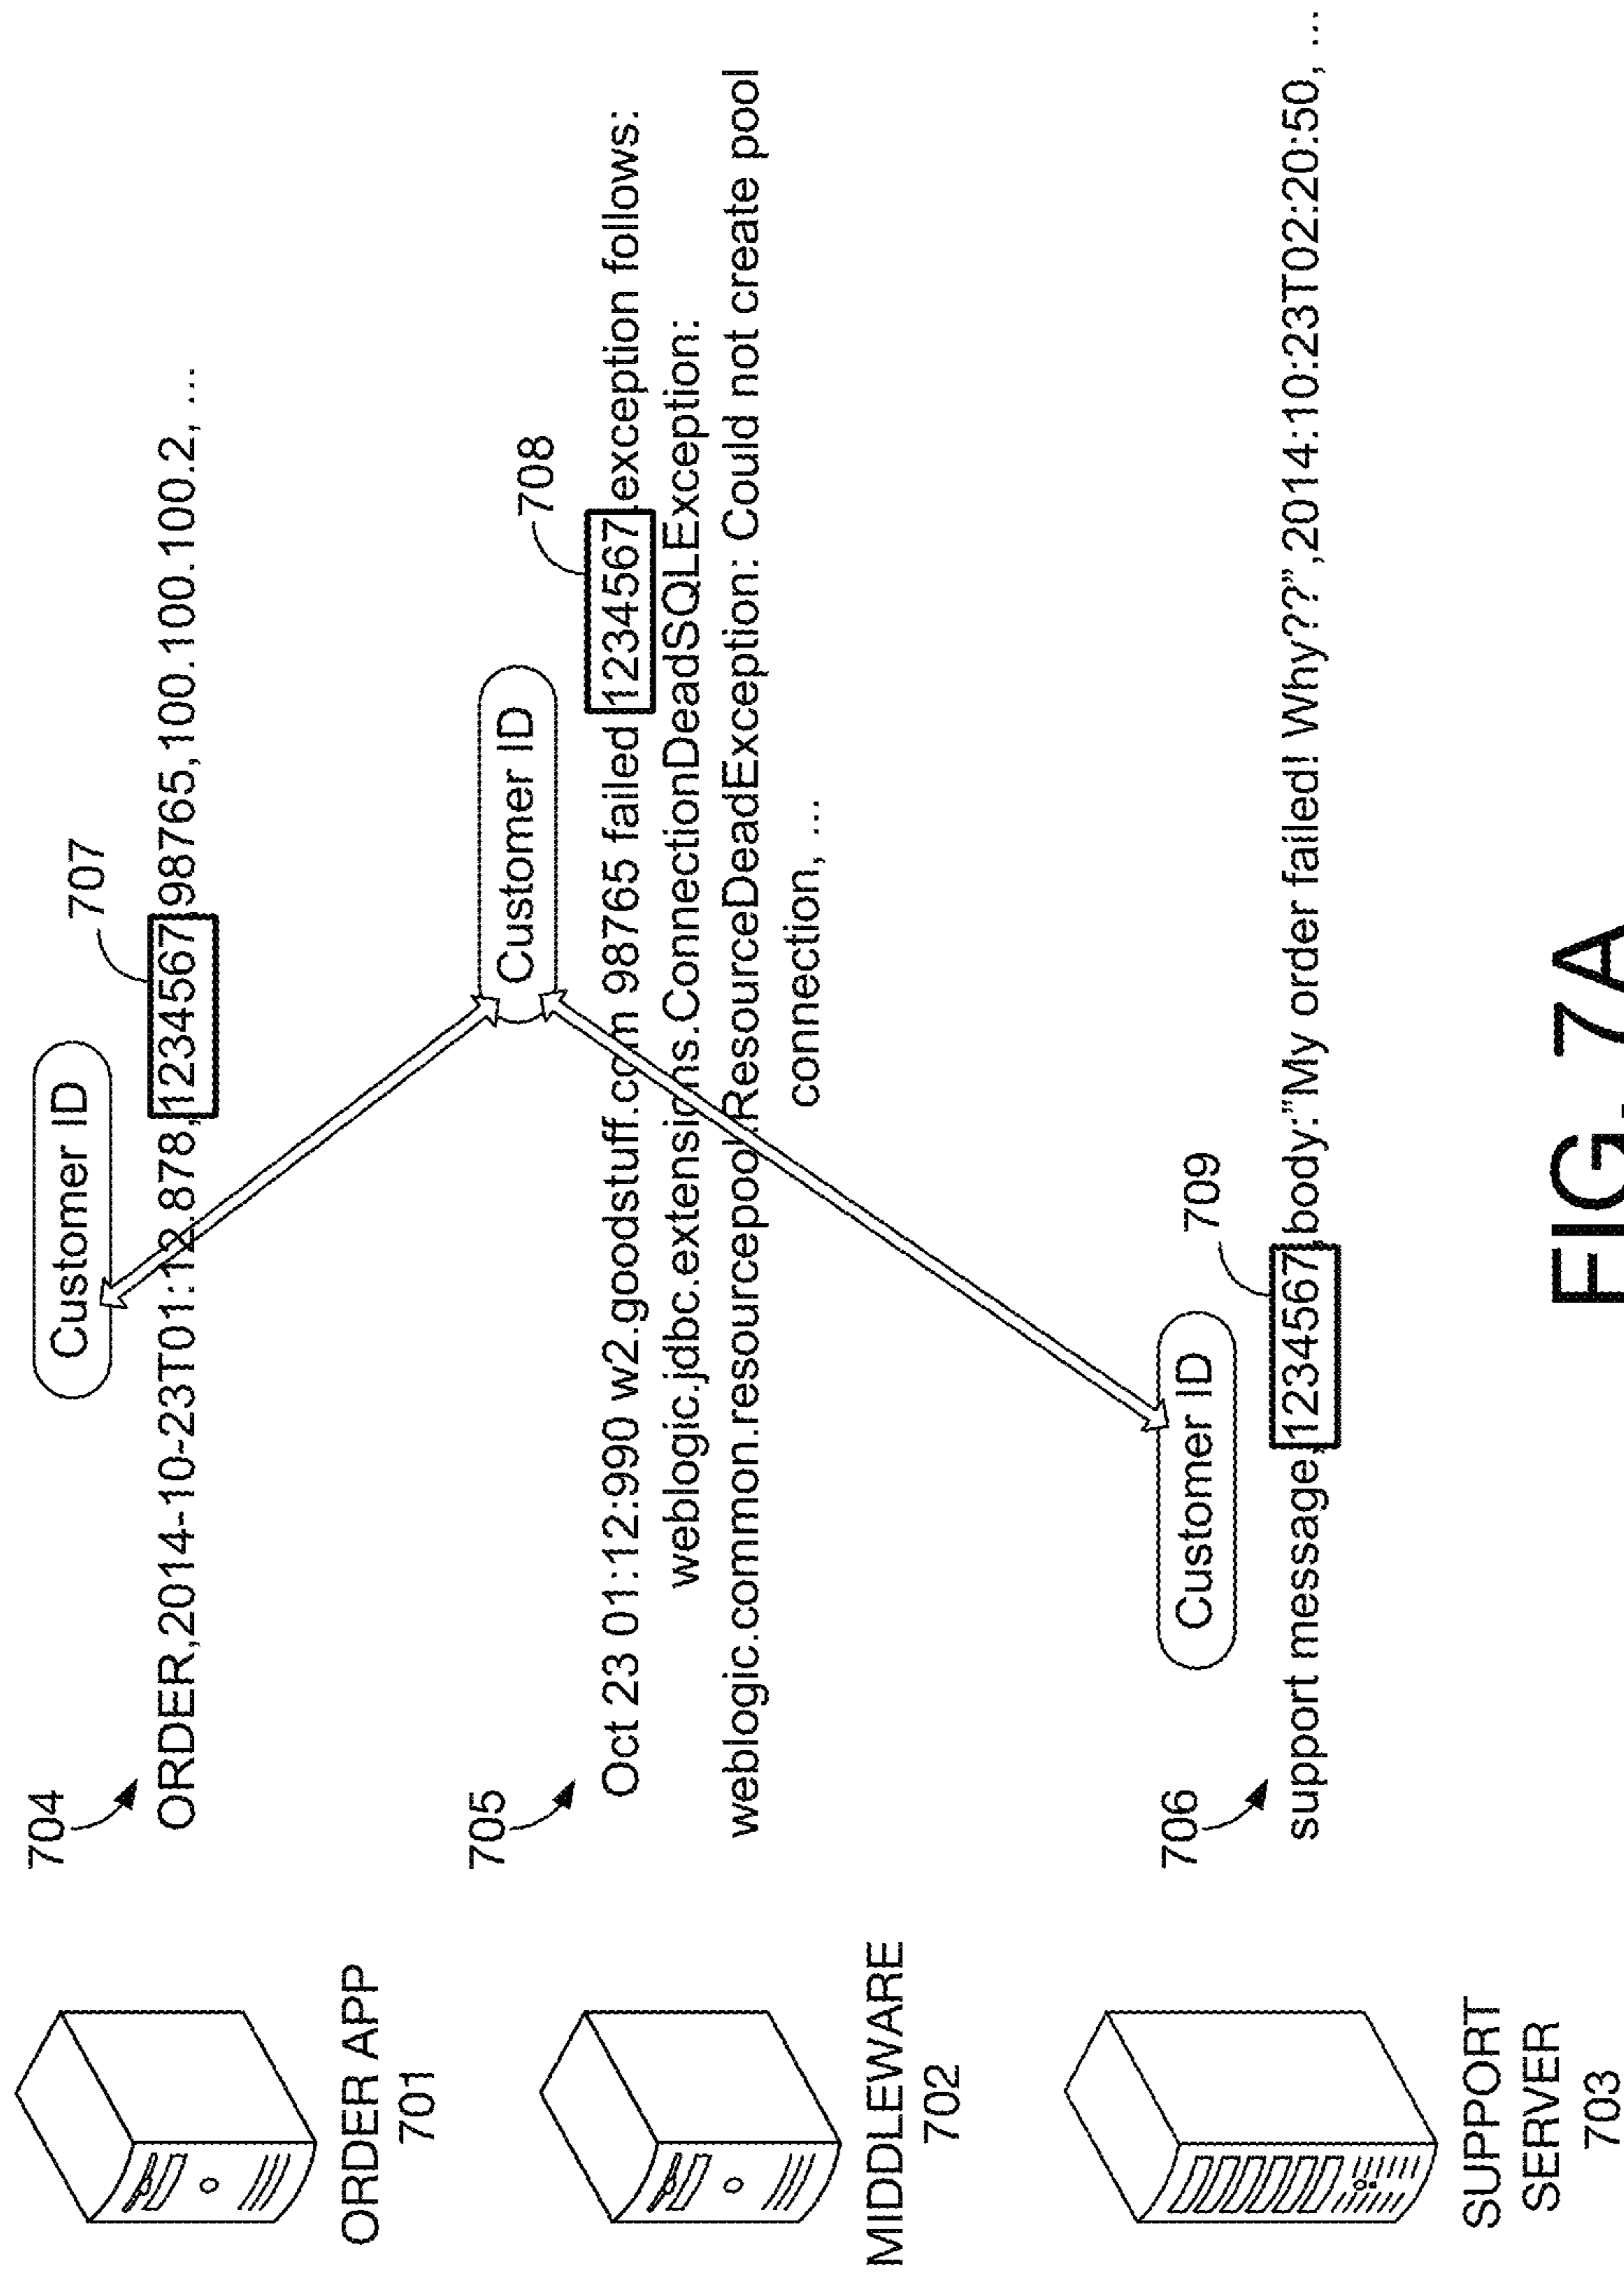 ORDER APP
701
704
Customer ID
707
ORDER,2014-10-23T01:12.878,1234567,98765,100.100.100.2, ...
MIDDLEWARE
702
705
Customer ID
708
Oct 23 01:12:990 w2.goodstuff.com 98765 failed 1234567.exception follows:
weblogic.jdbc.extensions.ConnectionDeadSQLException:
weblogic.common.resourcepool.ResourceDeadException: Could not create pool
connection, ...
SUPPORT
SERVER
703
706
Customer ID
709
support message,1234567,body:”My order failed! Why??”,2014:10:23T02:20:50, ...
FIG. 7A